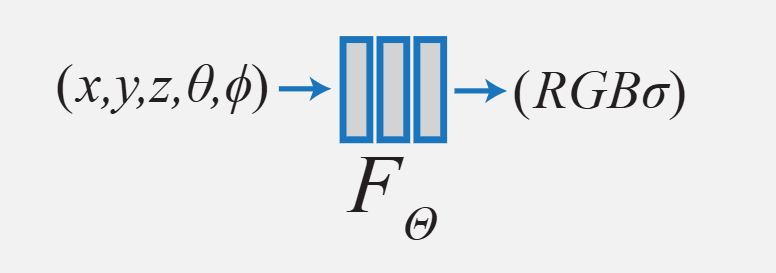 (x,y,z,θ,ϕ) → → (RGBσ)
F_Θ